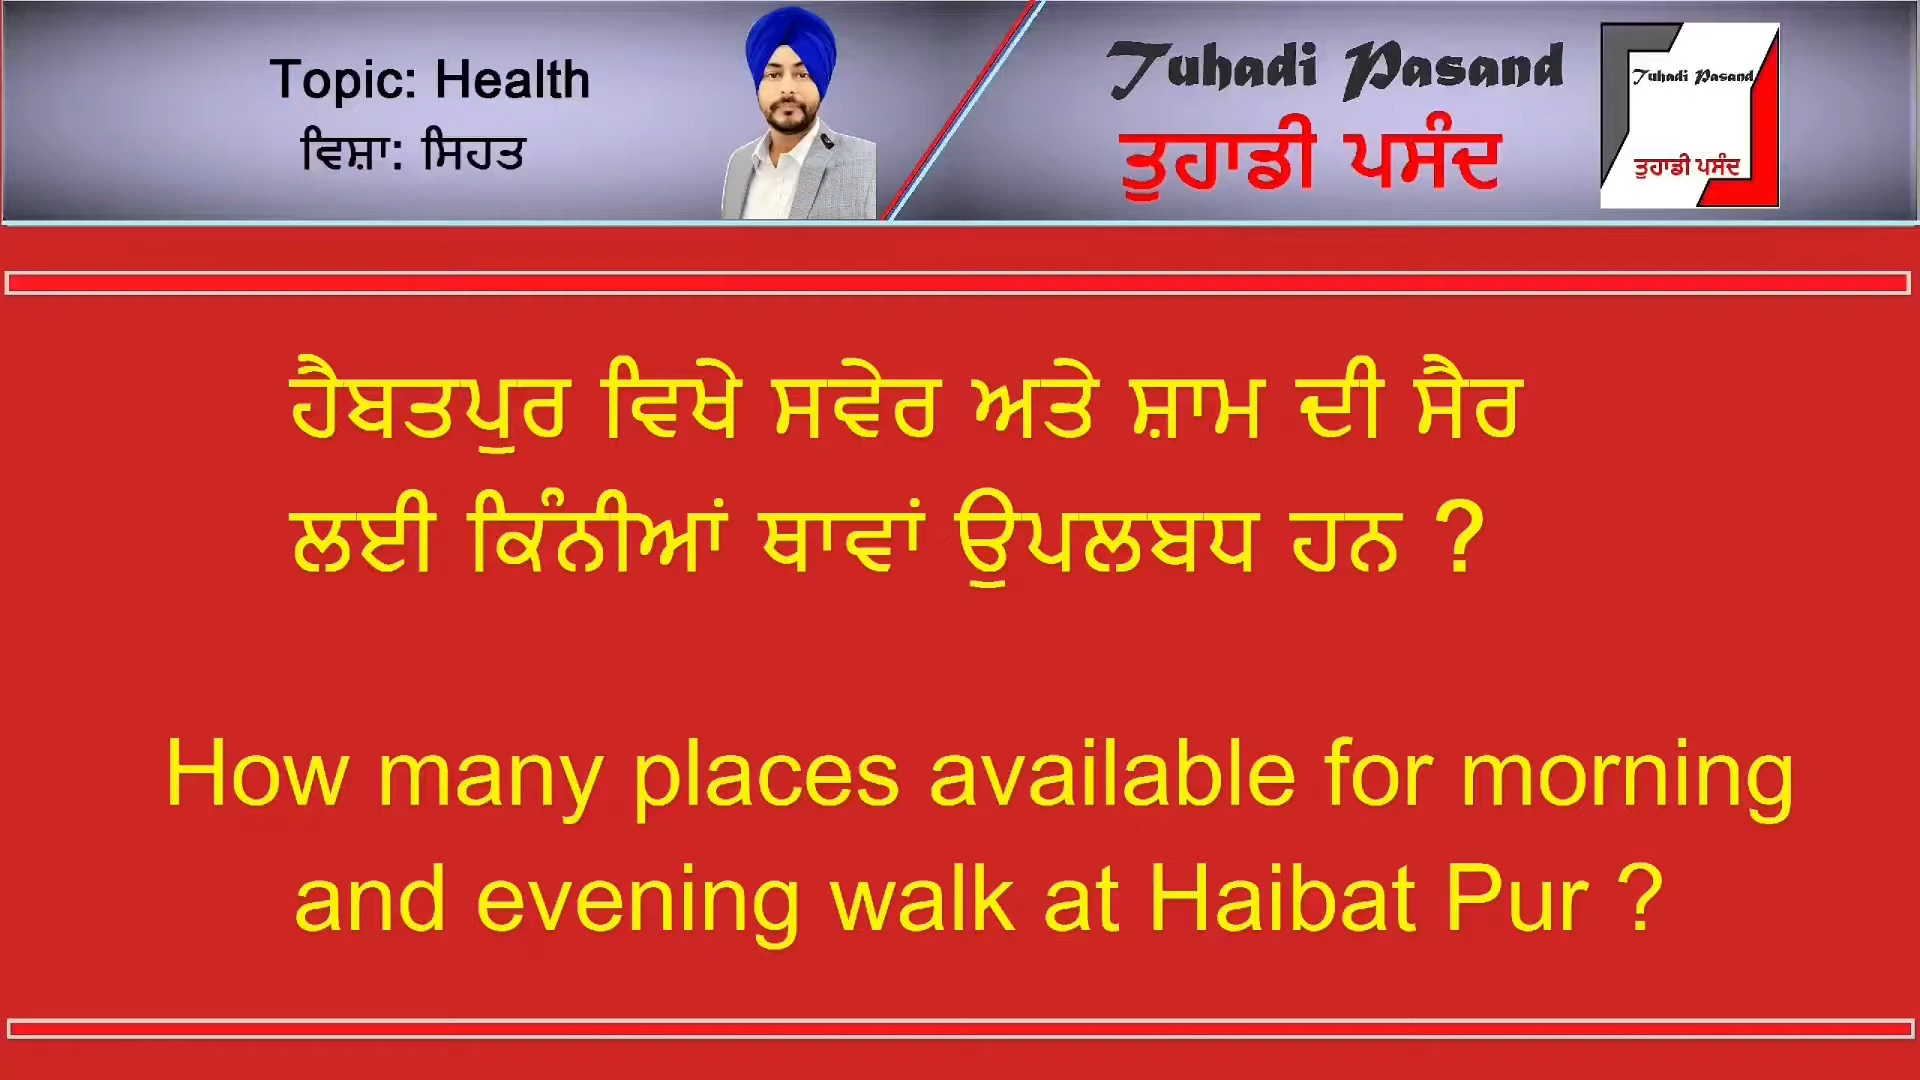 Topic: Health
ਵਿਸ਼ਾ: ਸਿਹਤ
Tuhadi Pasand
ਤੁਹਾਡੀ ਪਸੰਦ
Tuhadi Pasand
ਤੁਹਾਡੀ ਪਸੰਦ
ਹੈਬਤਪੁਰ ਵਿਖੇ ਸਵੇਰ ਅਤੇ ਸ਼ਾਮ ਦੀ ਸੈਰ
ਲਈ ਕਿੰਨੀਆਂ ਥਾਵਾਂ ਉਪਲਬਧ ਹਨ ?
How many places available for morning
and evening walk at Haibat Pur ?